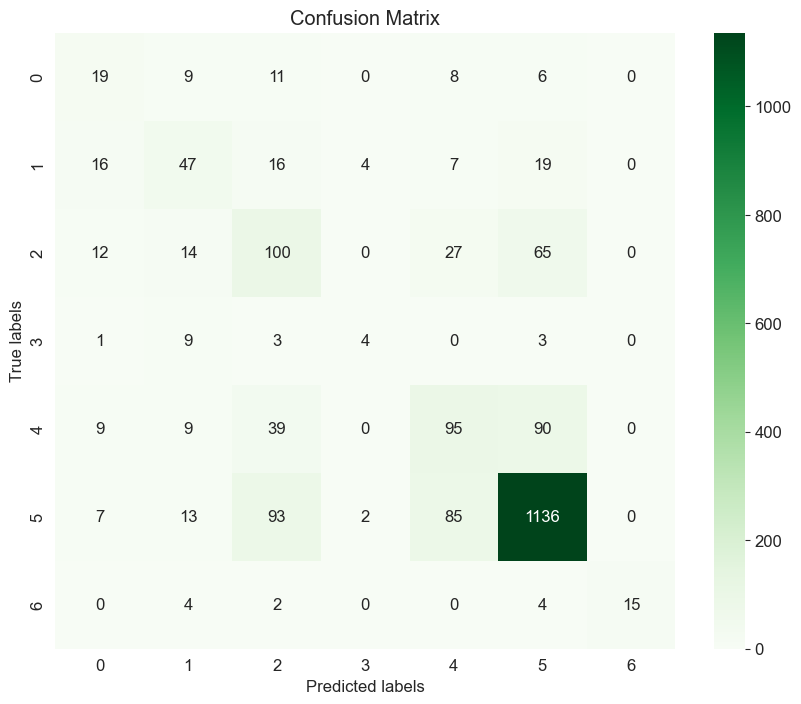 Confusion Matrix
0 19 9 11 0 8 6 0
1 16 47 16 4 7 19 0
2 12 14 100 0 27 65 0
3 1 9 3 4 0 3 0
4 9 9 39 0 95 90 0
5 7 13 93 2 85 1136 0
6 0 4 2 0 0 4 15
0 1 2 3 4 5 6
Predicted labels
True labels
1000
800
600
400
200
0